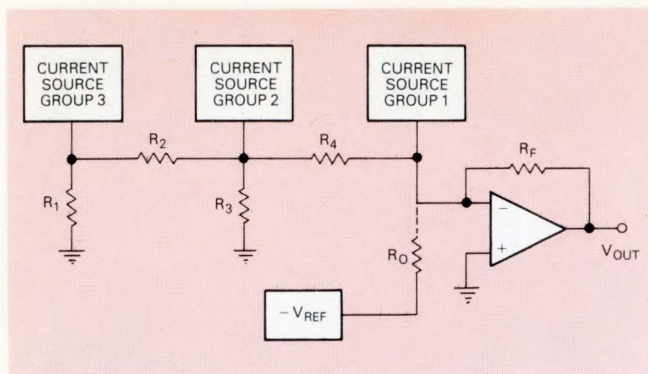 CURRENT
SOURCE
GROUP 3
CURRENT
SOURCE
GROUP 2
CURRENT
SOURCE
GROUP 1
R2
R4
RF
R1
R3
RO
−
+
VOUT
−VREF